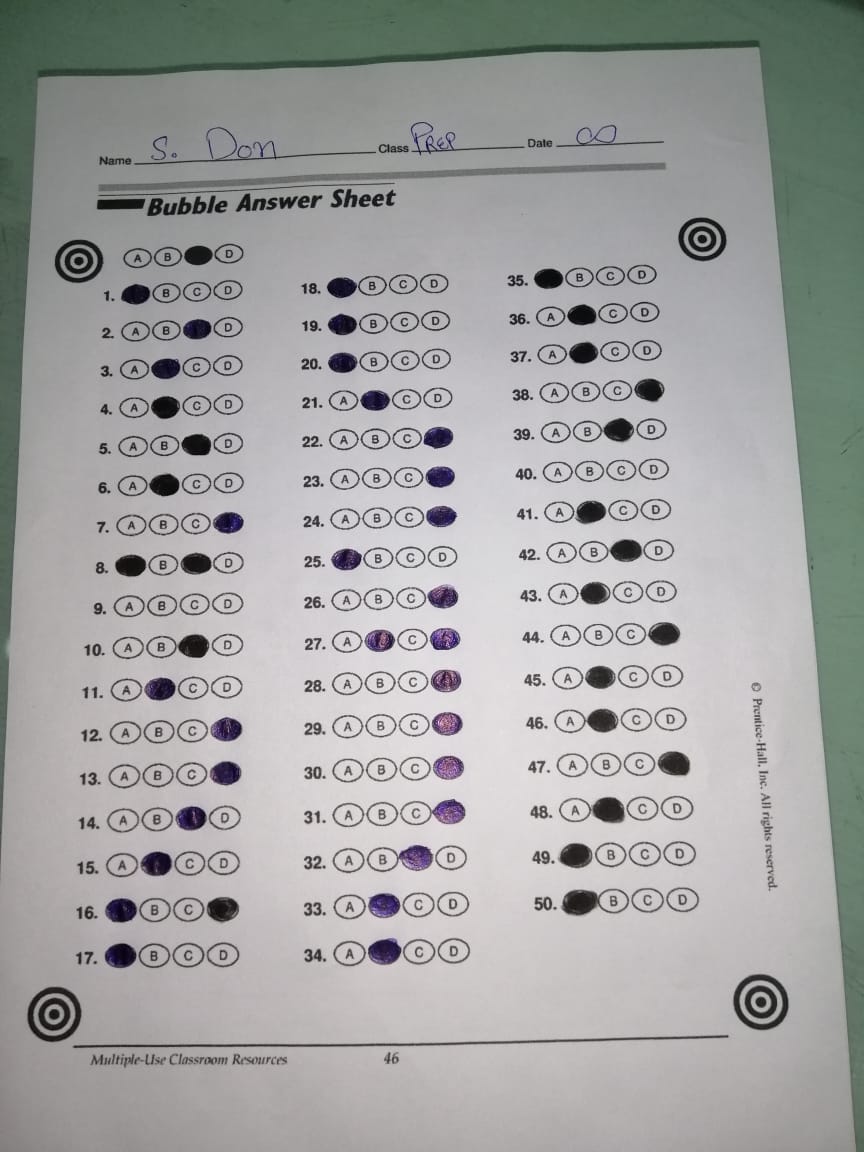 Name S. Don Class PREP Date ∞
Bubble Answer Sheet
A B D
1. B C D
2. A B D
3. A C D
4. A C D
5. A B D
6. A C D
7. A B C
8. B D
9. A B C D
10. A B D
11. A C D
12. A B C
13. A B C
14. A B D
15. A C D
16. B C
17. B C D
18. B C D
19. B C D
20. B C D
21. A C D
22. A B C
23. A B C
24. A B C
25. B C D
26. A B C
27. A C
28. A B C
29. A B C
30. A B C
31. A B C
32. A B D
33. A C D
34. A C D
35. B C D
36. A C D
37. A C D
38. A B C
39. A B D
40. A B C D
41. A C D
42. A B D
43. A C D
44. A B C
45. A C D
46. A C D
47. A B C
48. A C D
49. B C D
50. B C D
© Prentice-Hall, Inc. All rights reserved.
Multiple-Use Classroom Resources 46